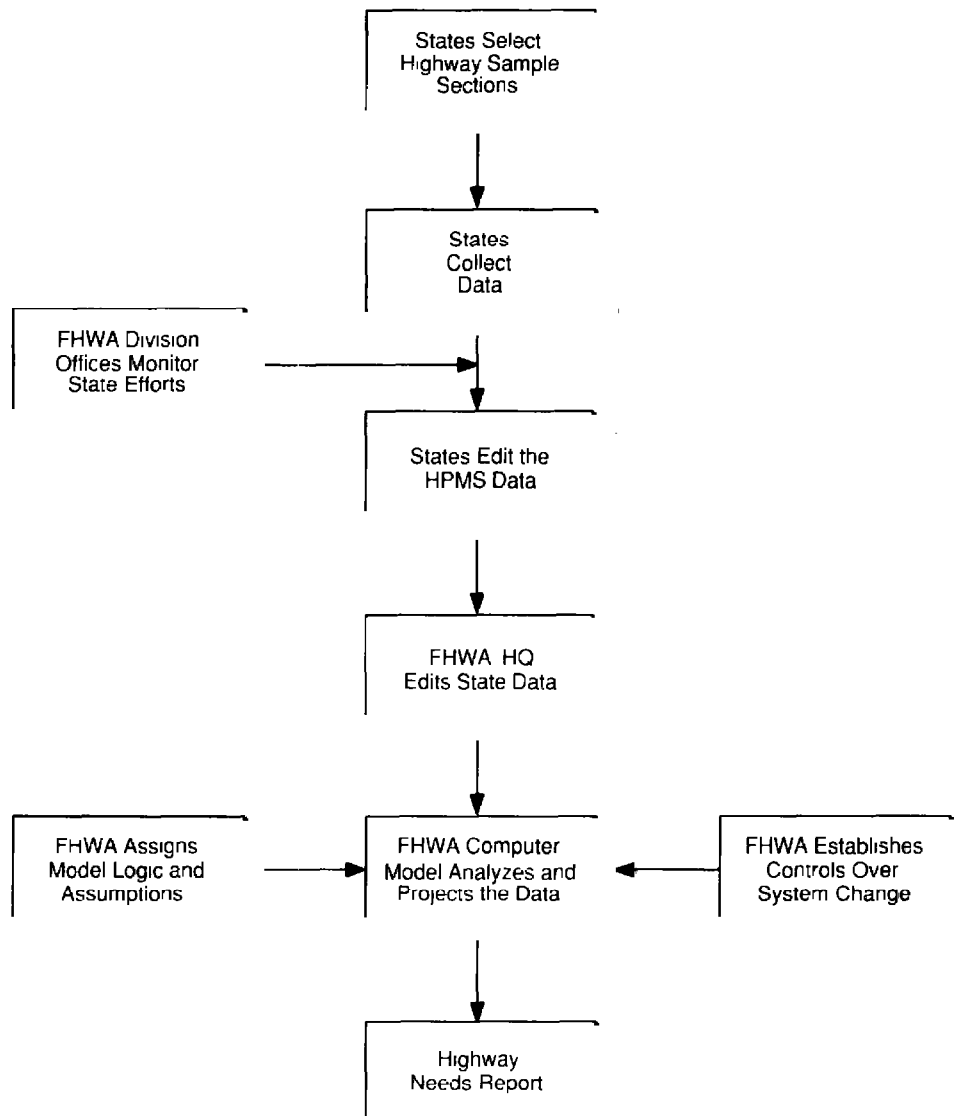 States Select
Highway Sample
Sections
States
Collect
Data
FHWA Division
Offices Monitor
State Efforts
States Edit the
HPMS Data
FHWA HQ
Edits State Data
FHWA Assigns
Model Logic and
Assumptions
FHWA Computer
Model Analyzes and
Projects the Data
FHWA Establishes
Controls Over
System Change
Highway
Needs Report